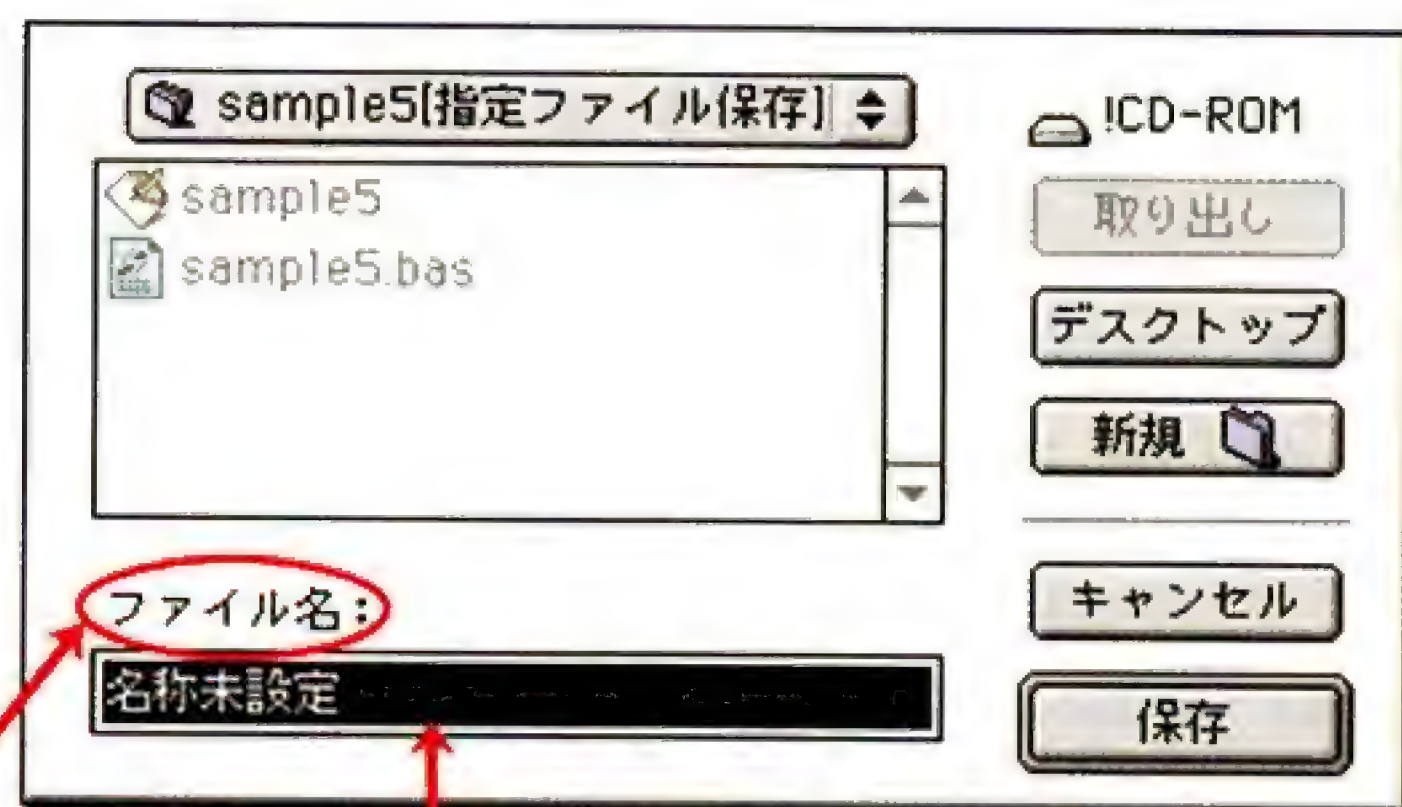 sample5[指定ファイル保存]
sample5
sample5.bas
ファイル名:
名称未設定
!CD-ROM
取り出し
デスクトップ
新規
キャンセル
保存